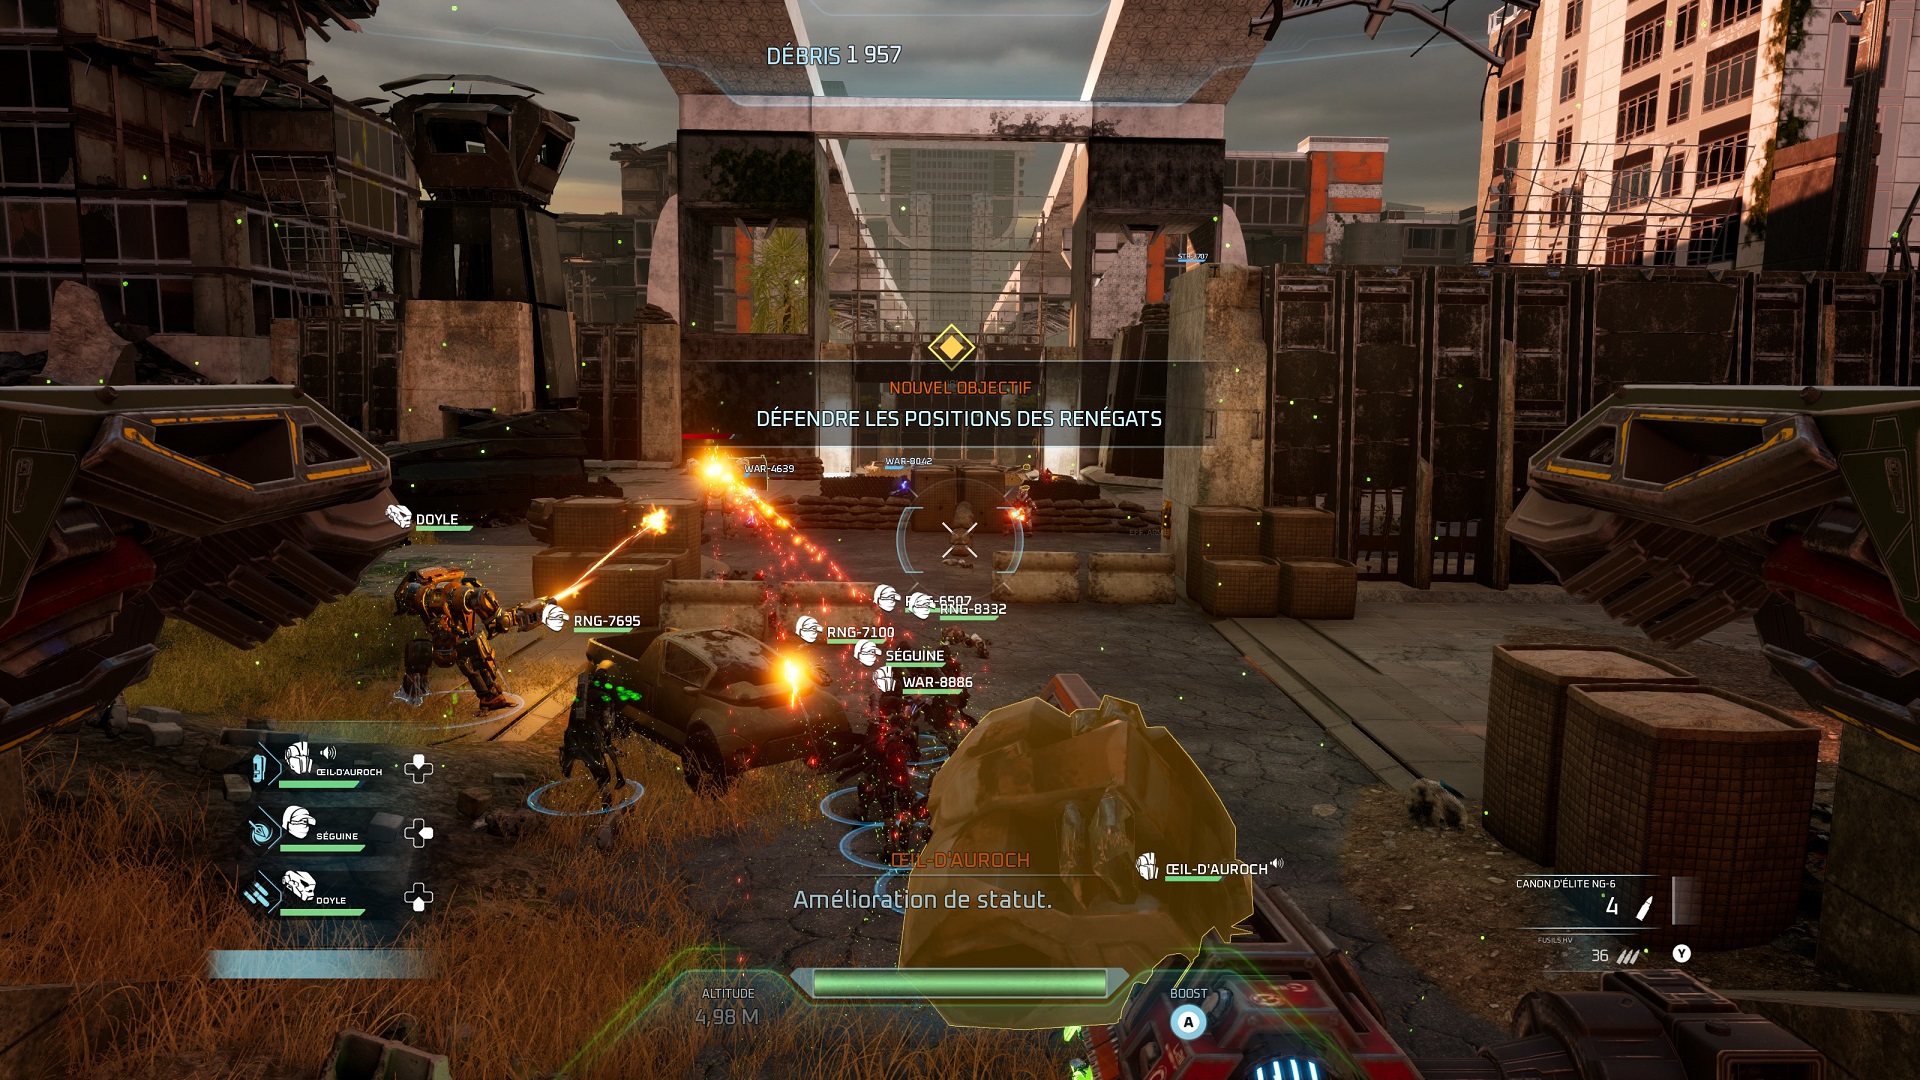 DÉBRIS 1 957
NOUVEL OBJECTIF
DÉFENDRE LES POSITIONS DES RENÉGATS
WAR-4639
WAR-8042
DOYLE
RNG-7695
RNG-8332
RNG-7100
SÉGUINE
WAR-8886
ŒIL-D'AUROCH
SÉGUINE
DOYLE
ŒIL-D'AUROCH
Amélioration de statut.
ŒIL-D'AUROCH
CANON D'ÉLITE NG-6
4
FUSILS HV
36
Y
ALTITUDE
4,98 M
BOOST
A